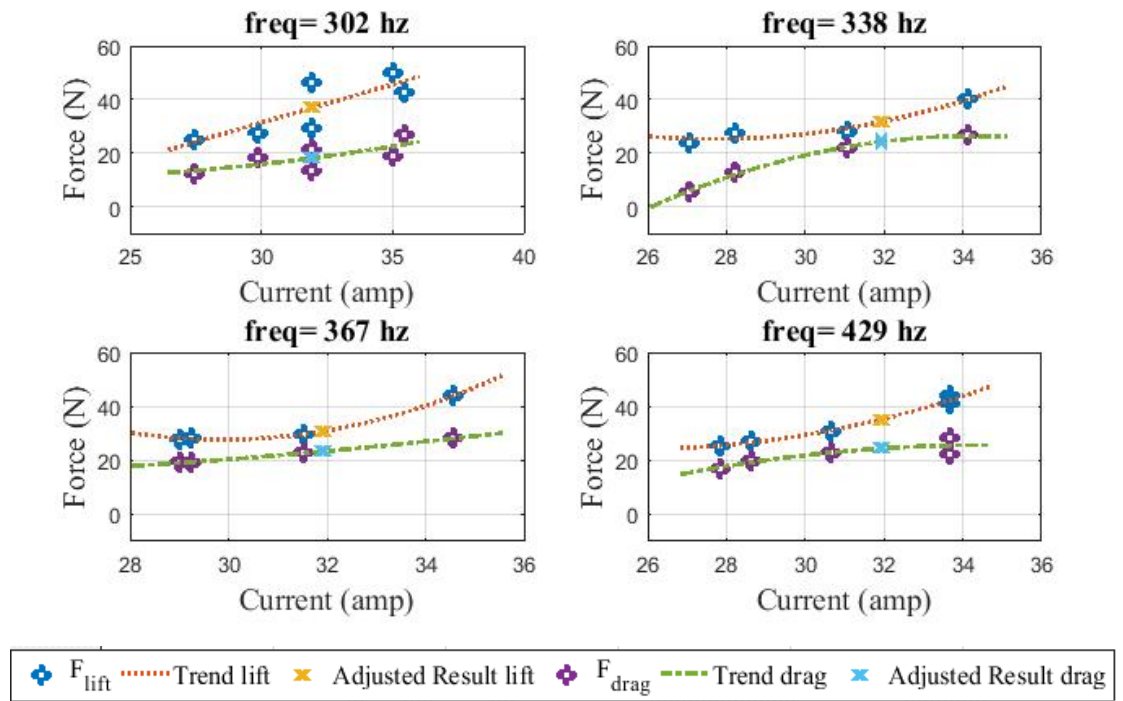 freq= 302 hz
60
40
20
0
Force (N)
25
30
35
40
Current (amp)
freq= 338 hz
60
40
20
0
Force (N)
26
28
30
32
34
36
Current (amp)
freq= 367 hz
60
40
20
0
Force (N)
28
30
32
34
36
Current (amp)
freq= 429 hz
60
40
20
0
Force (N)
26
28
30
32
34
36
Current (amp)
F_lift Trend lift Adjusted Result lift F_drag Trend drag Adjusted Result drag